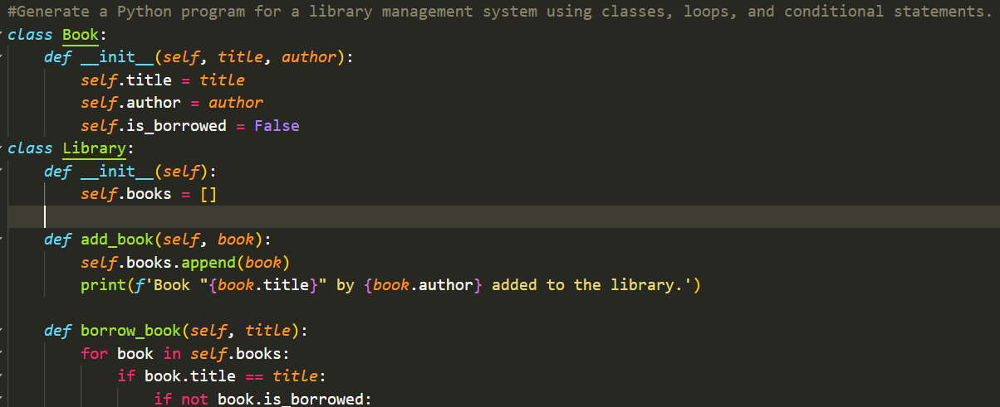 #Generate a Python program for a library management system using classes, loops, and conditional statements.
class Book:
    def __init__(self, title, author):
        self.title = title
        self.author = author
        self.is_borrowed = False
class Library:
    def __init__(self):
        self.books = []

    def add_book(self, book):
        self.books.append(book)
        print(f'Book "{book.title}" by {book.author} added to the library.')

    def borrow_book(self, title):
        for book in self.books:
            if book.title == title:
                if not book.is_borrowed: